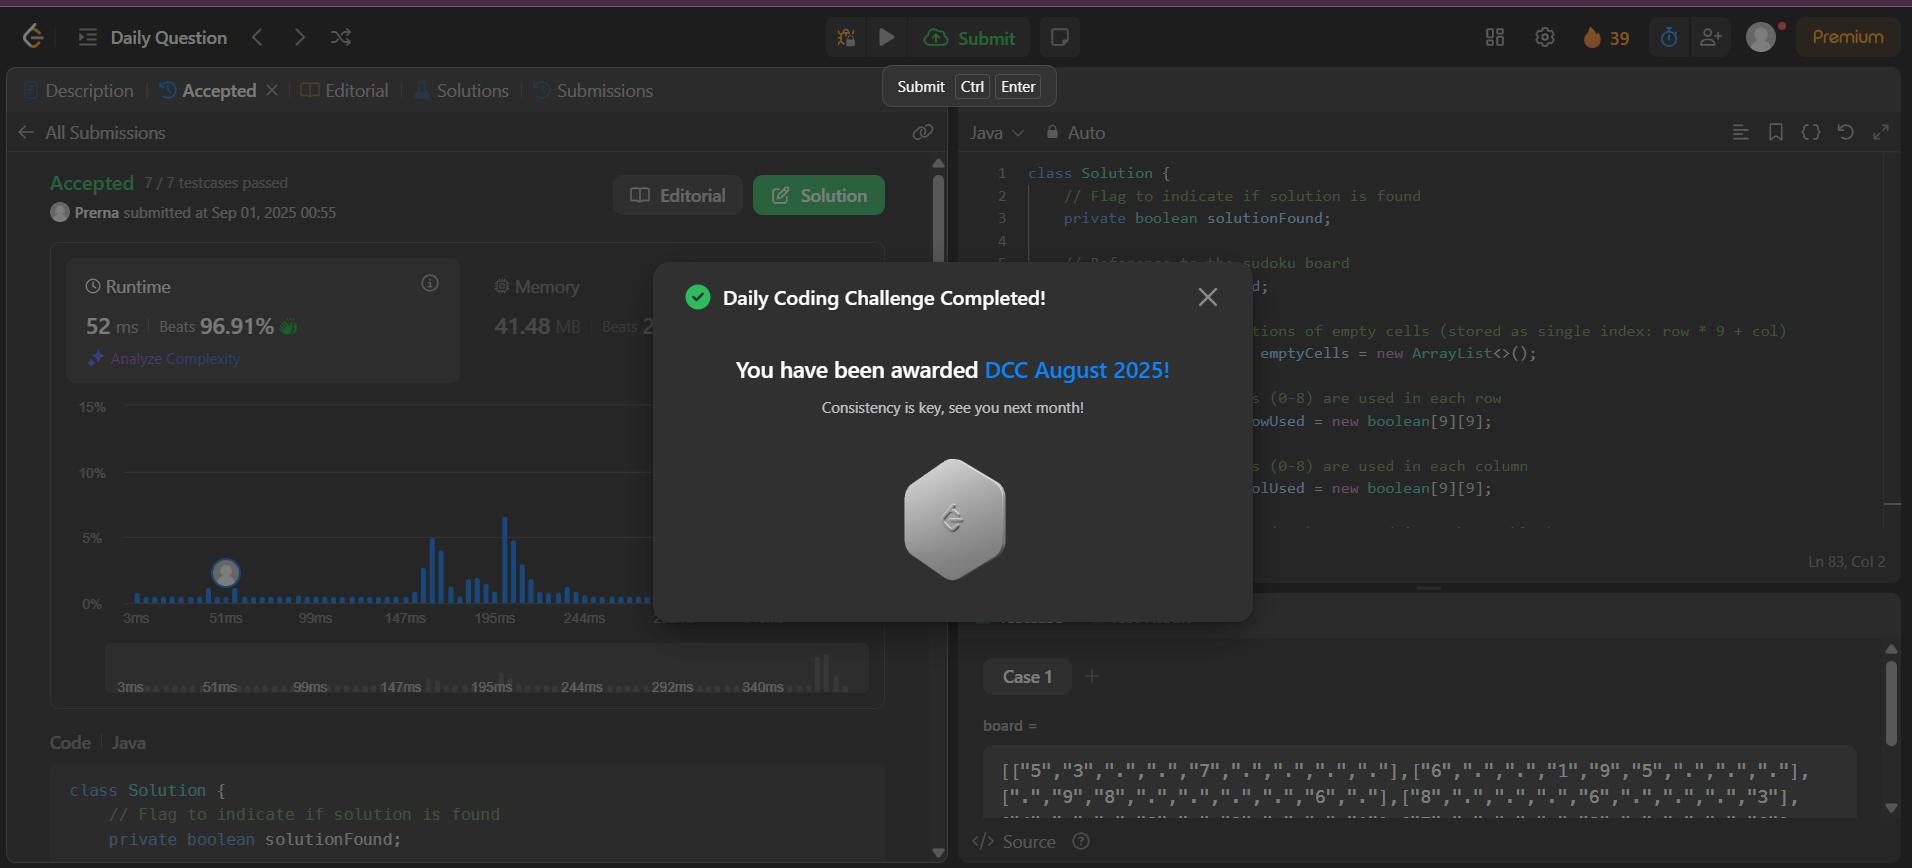 Daily Question
Submit
39
Premium
Submit Ctrl Enter
Description
Accepted
Editorial
Solutions
Submissions
All Submissions
Accepted 7 / 7 testcases passed
Prerna submitted at Sep 01, 2025 00:55
Editorial
Solution
Runtime
52 ms Beats 96.91%
Analyze Complexity
Memory
41.48 MB Beats 2
15%
10%
5%
0%
3ms 51ms 99ms 147ms 195ms 244ms
3ms 51ms 99ms 147ms 195ms 244ms 292ms 340ms
Code Java
class Solution {
// Flag to indicate if solution is found
private boolean solutionFound;
Daily Coding Challenge Completed!
You have been awarded DCC August 2025!
Consistency is key, see you next month!
Java Auto
1 class Solution {
2 // Flag to indicate if solution is found
3 private boolean solutionFound;
4
sudoku board
d;
tions of empty cells (stored as single index: row * 9 + col)
emptyCells = new ArrayList<>();
s (0-8) are used in each row
owUsed = new boolean[9][9];
s (0-8) are used in each column
olUsed = new boolean[9][9];
Ln 83, Col 2
Case 1
board =
[["5","3",".",".","7",".",".",".","."],["6",".",".","1","9","5",".",".","."],
[".","9","8",".",".",".",".","6","."],["8",".",".",".","6",".",".",".","3"],
</> Source